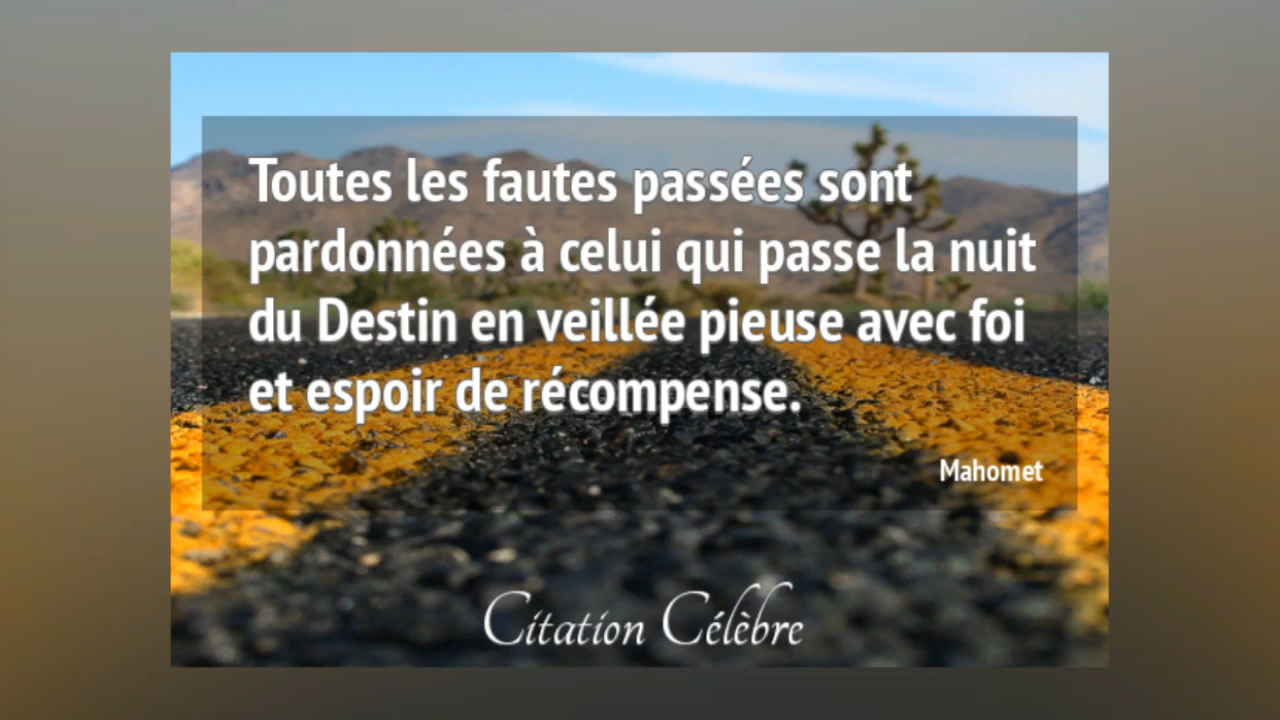 Toutes les fautes passées sont
pardonnées à celui qui passe la nuit
du Destin en veillée pieuse avec foi
et espoir de récompense.
Mahomet
Citation Célèbre